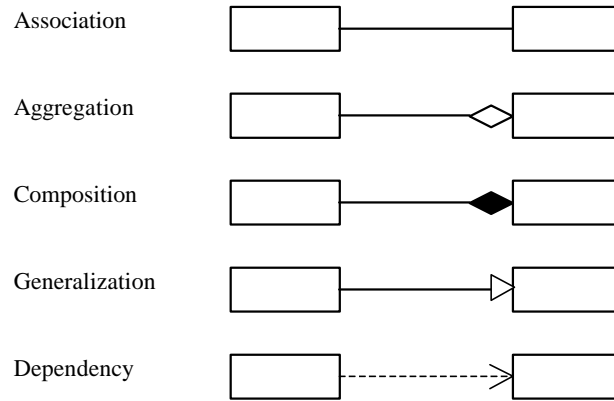 Association
Aggregation
Composition
Generalization
Dependency